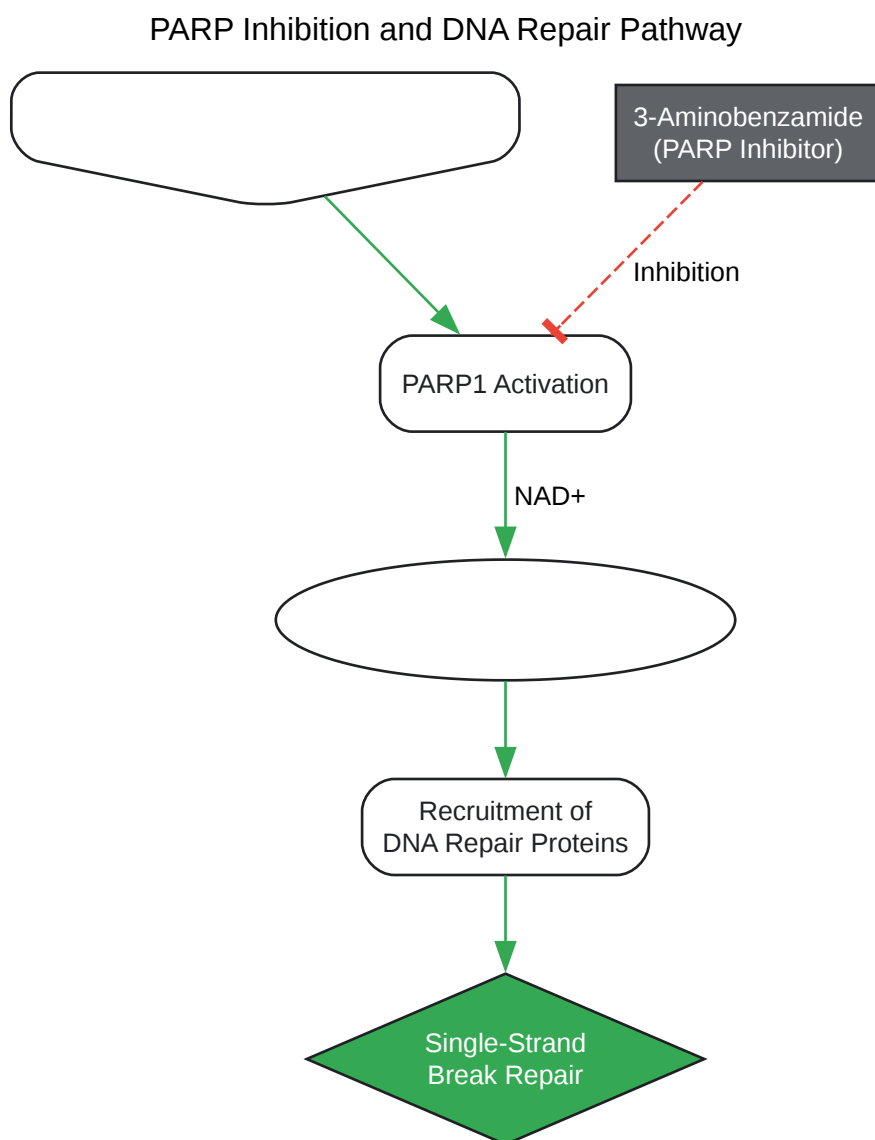 PARP Inhibition and DNA Repair Pathway
3-Aminobenzamide
(PARP Inhibitor)
Inhibition
PARP1 Activation
NAD+
Recruitment of
DNA Repair Proteins
Single-Strand
Break Repair